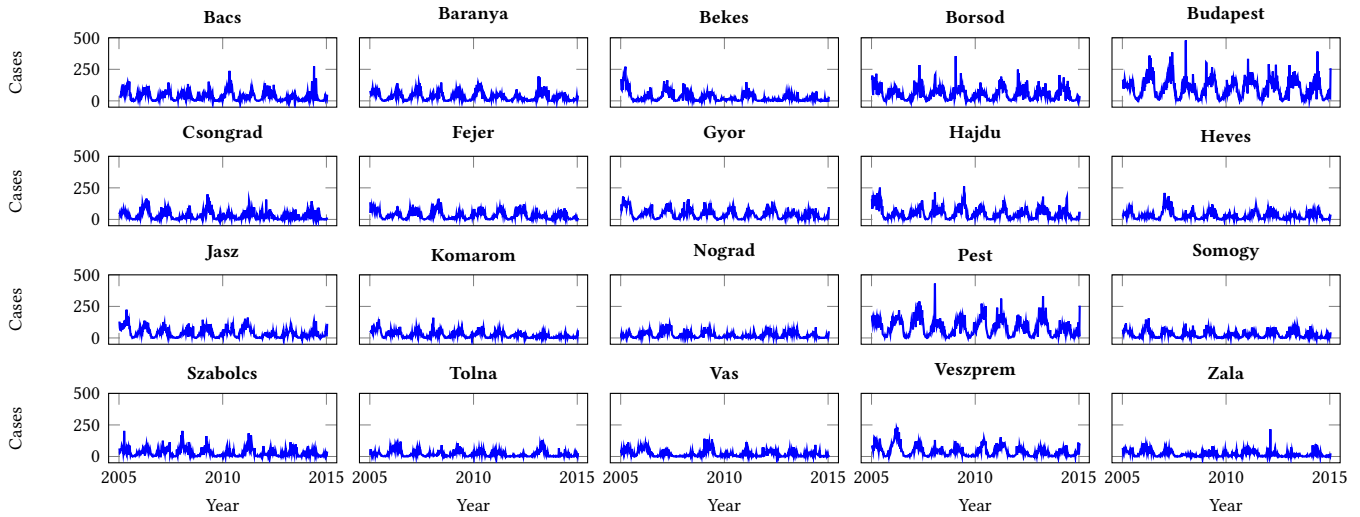 Bacs Baranya Bekes Borsod Budapest
Cases 500 250 0
Csongrad Fejer Gyor Hajdu Heves
Cases 500 250 0
Jasz Komarom Nograd Pest Somogy
Cases 500 250 0
Szabolcs Tolna Vas Veszprem Zala
Cases 500 250 0
2005 2010 2015 2005 2010 2015 2005 2010 2015 2005 2010 2015 2005 2010 2015
Year Year Year Year Year